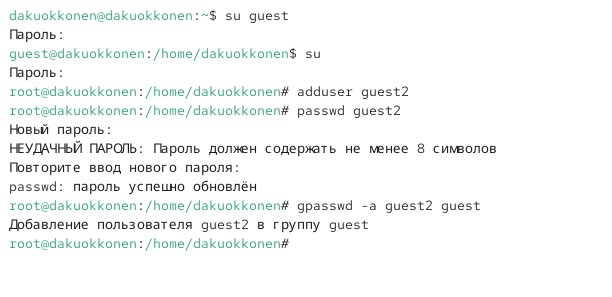 dakuokkonen@dakuokkonen:~$ su guest
Пароль:
guest@dakuokkonen:/home/dakuokkonen$ su
Пароль:
root@dakuokkonen:/home/dakuokkonen# adduser guest2
root@dakuokkonen:/home/dakuokkonen# passwd guest2
Новый пароль:
НЕУДАЧНЫЙ ПАРОЛЬ: Пароль должен содержать не менее 8 символов
Повторите ввод нового пароля:
passwd: пароль успешно обновлён
root@dakuokkonen:/home/dakuokkonen# gpasswd -a guest2 guest
Добавление пользователя guest2 в группу guest
root@dakuokkonen:/home/dakuokkonen#